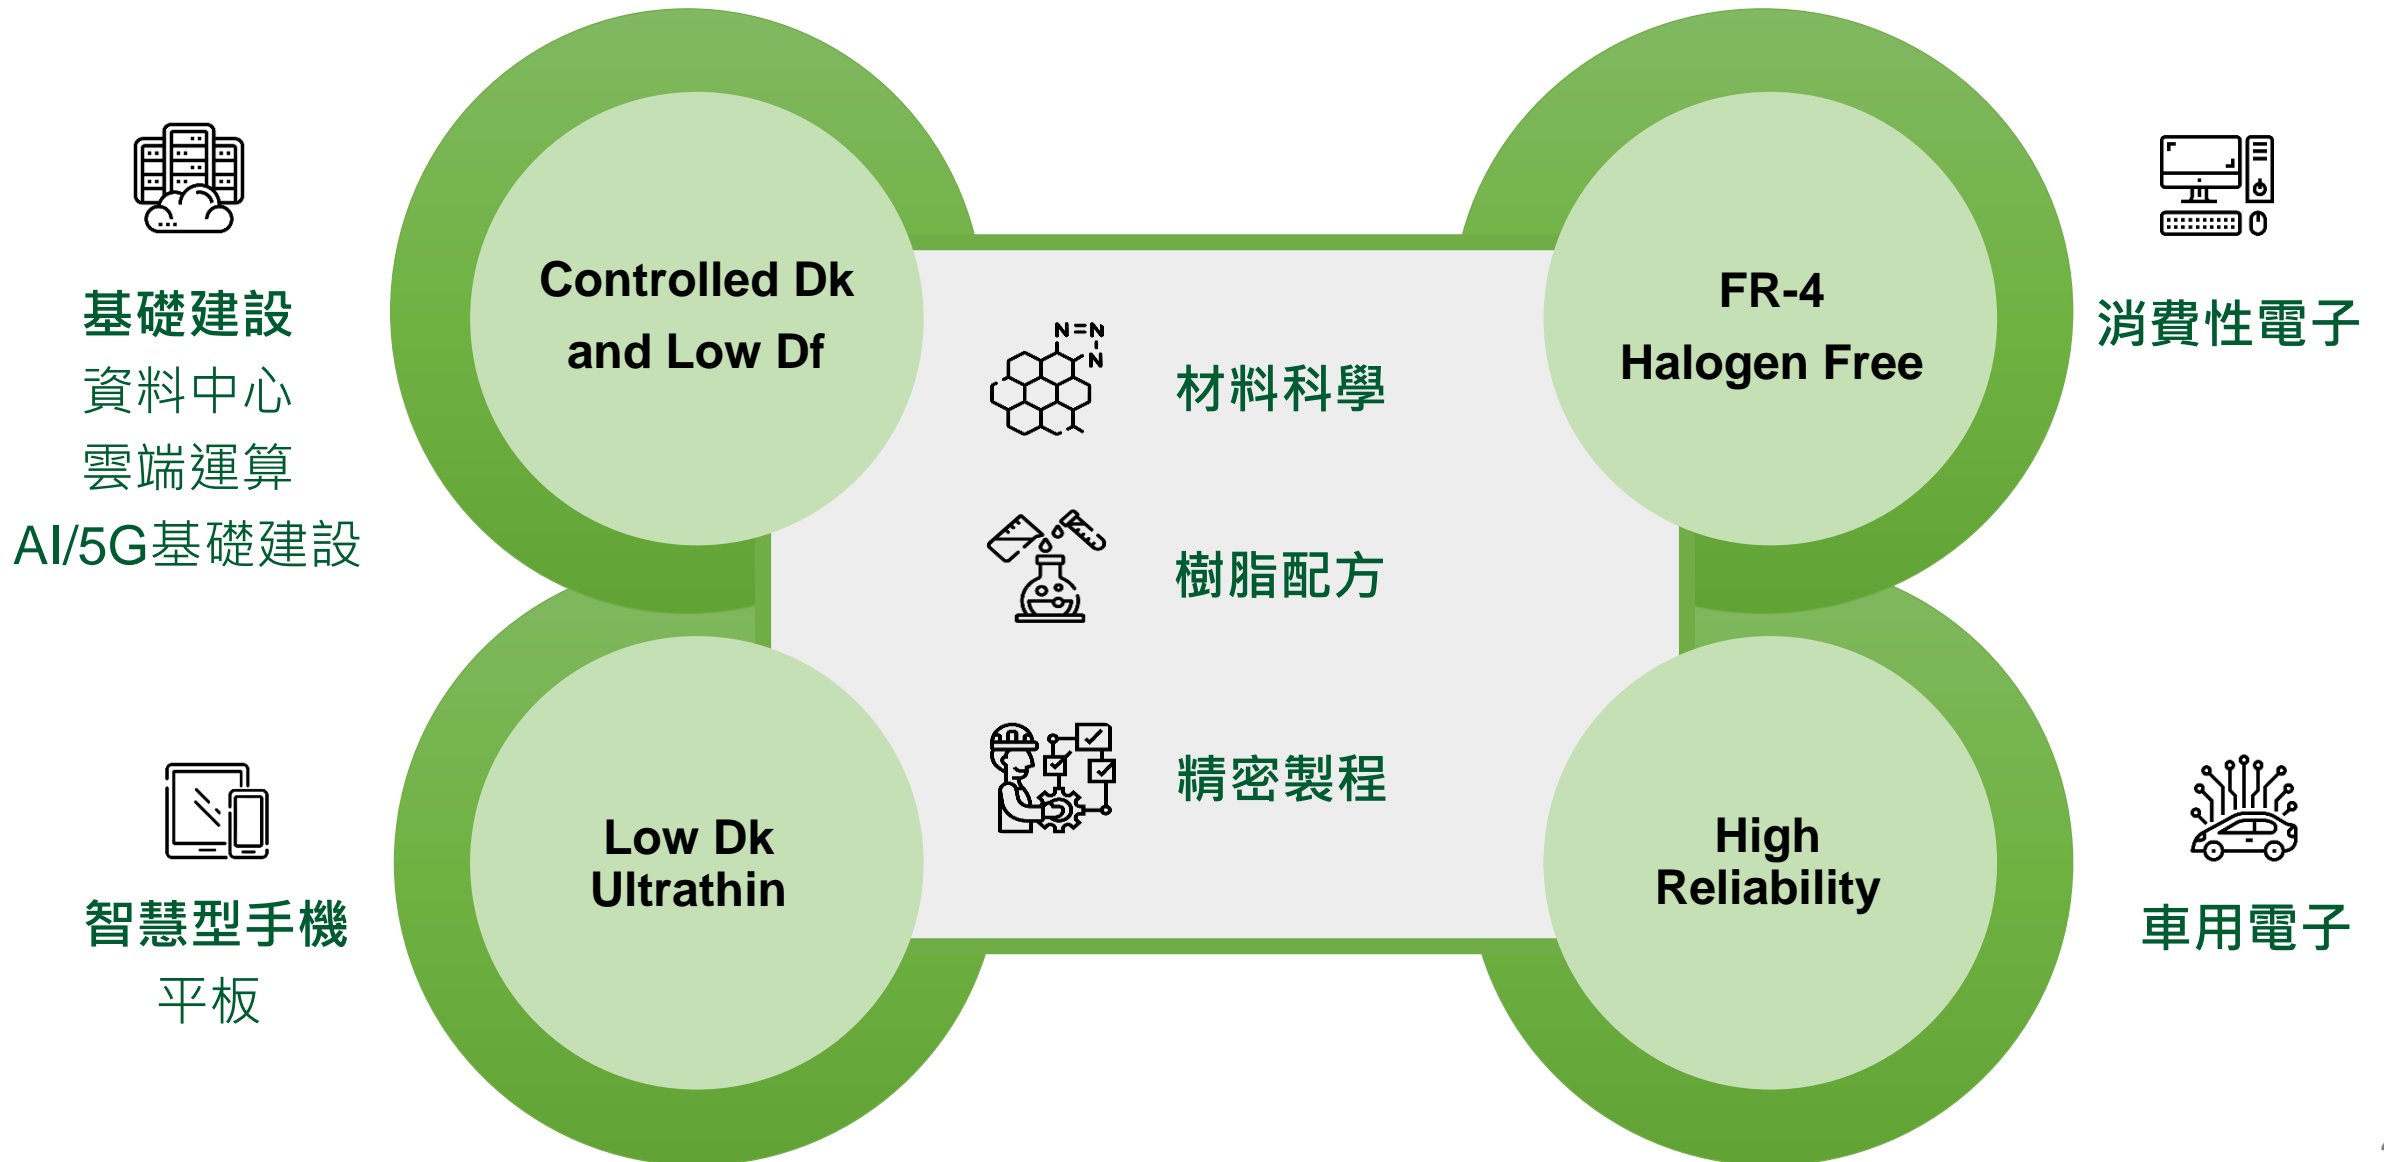 基礎建設
資料中心
雲端運算
AI/5G基礎建設
Controlled Dk
and Low Df
智慧型手機
平板
Low Dk
Ultrathin
N=N
N
N
材料科學
樹脂配方
精密製程
FR-4
Halogen Free
消費性電子
High
Reliability
車用電子